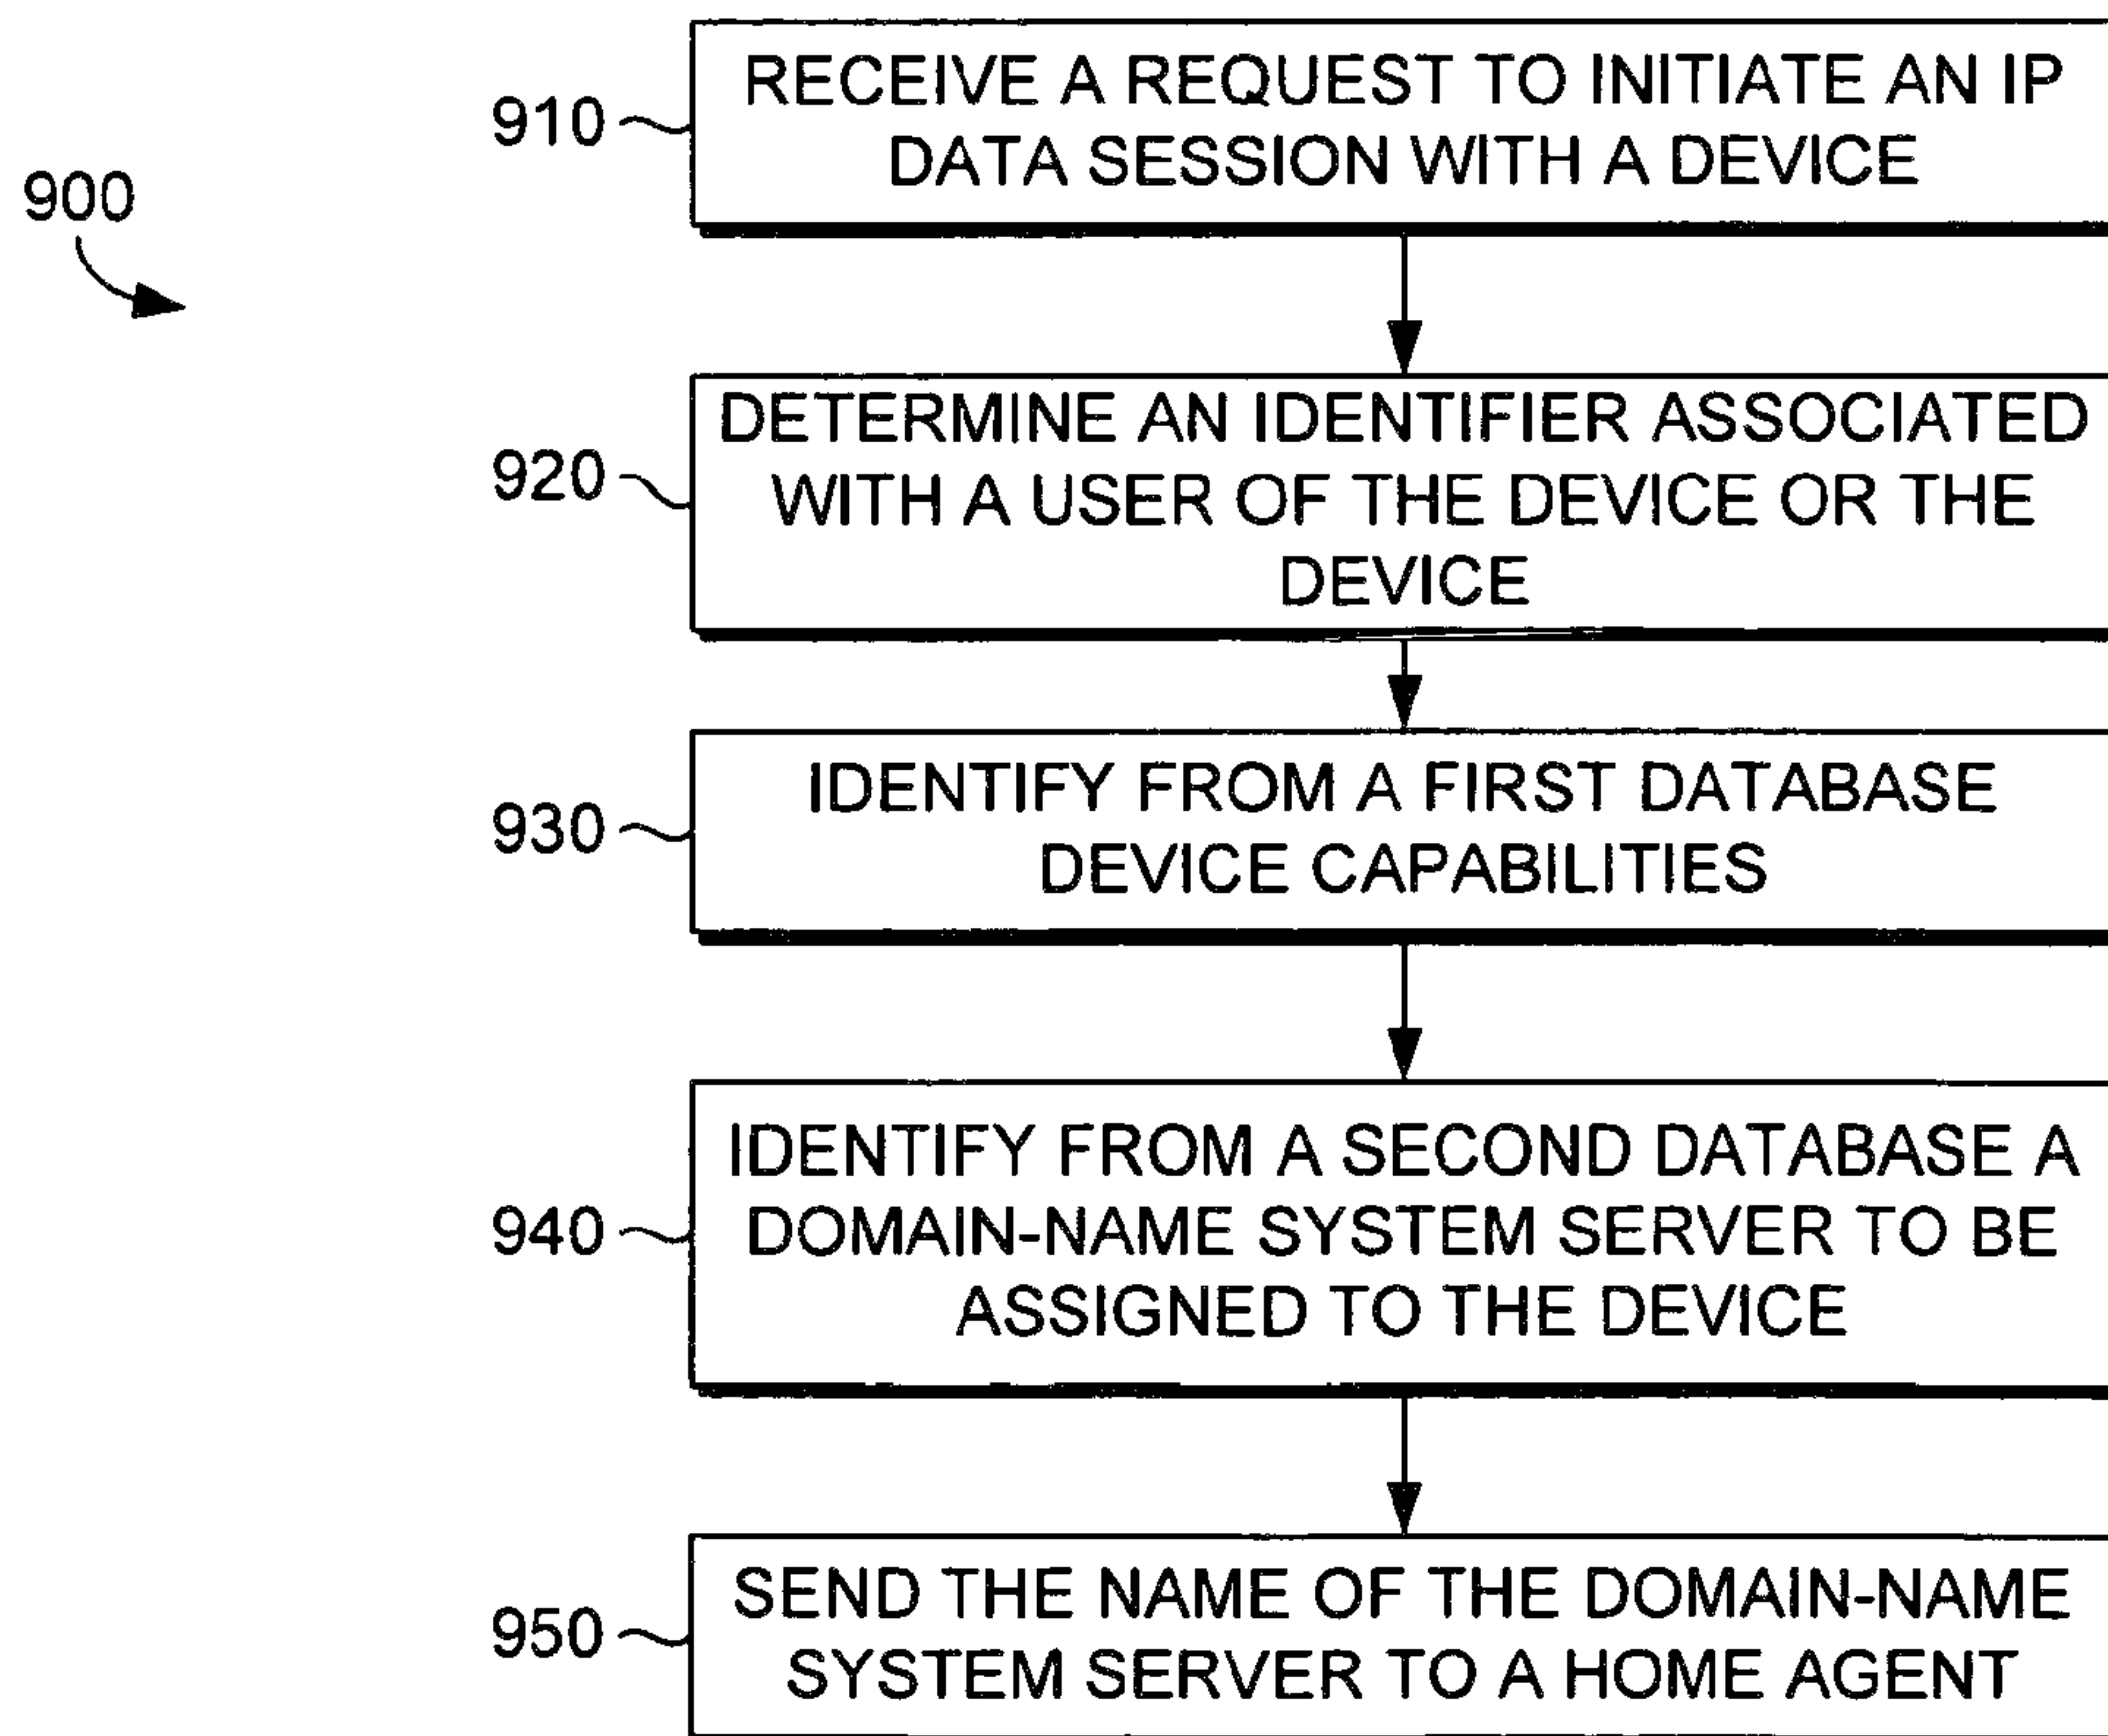 900
910
RECEIVE A REQUEST TO INITIATE AN IP
DATA SESSION WITH A DEVICE
920
DETERMINE AN IDENTIFIER ASSOCIATED
WITH A USER OF THE DEVICE OR THE
DEVICE
930
IDENTIFY FROM A FIRST DATABASE
DEVICE CAPABILITIES
940
IDENTIFY FROM A SECOND DATABASE A
DOMAIN-NAME SYSTEM SERVER TO BE
ASSIGNED TO THE DEVICE
950
SEND THE NAME OF THE DOMAIN-NAME
SYSTEM SERVER TO A HOME AGENT